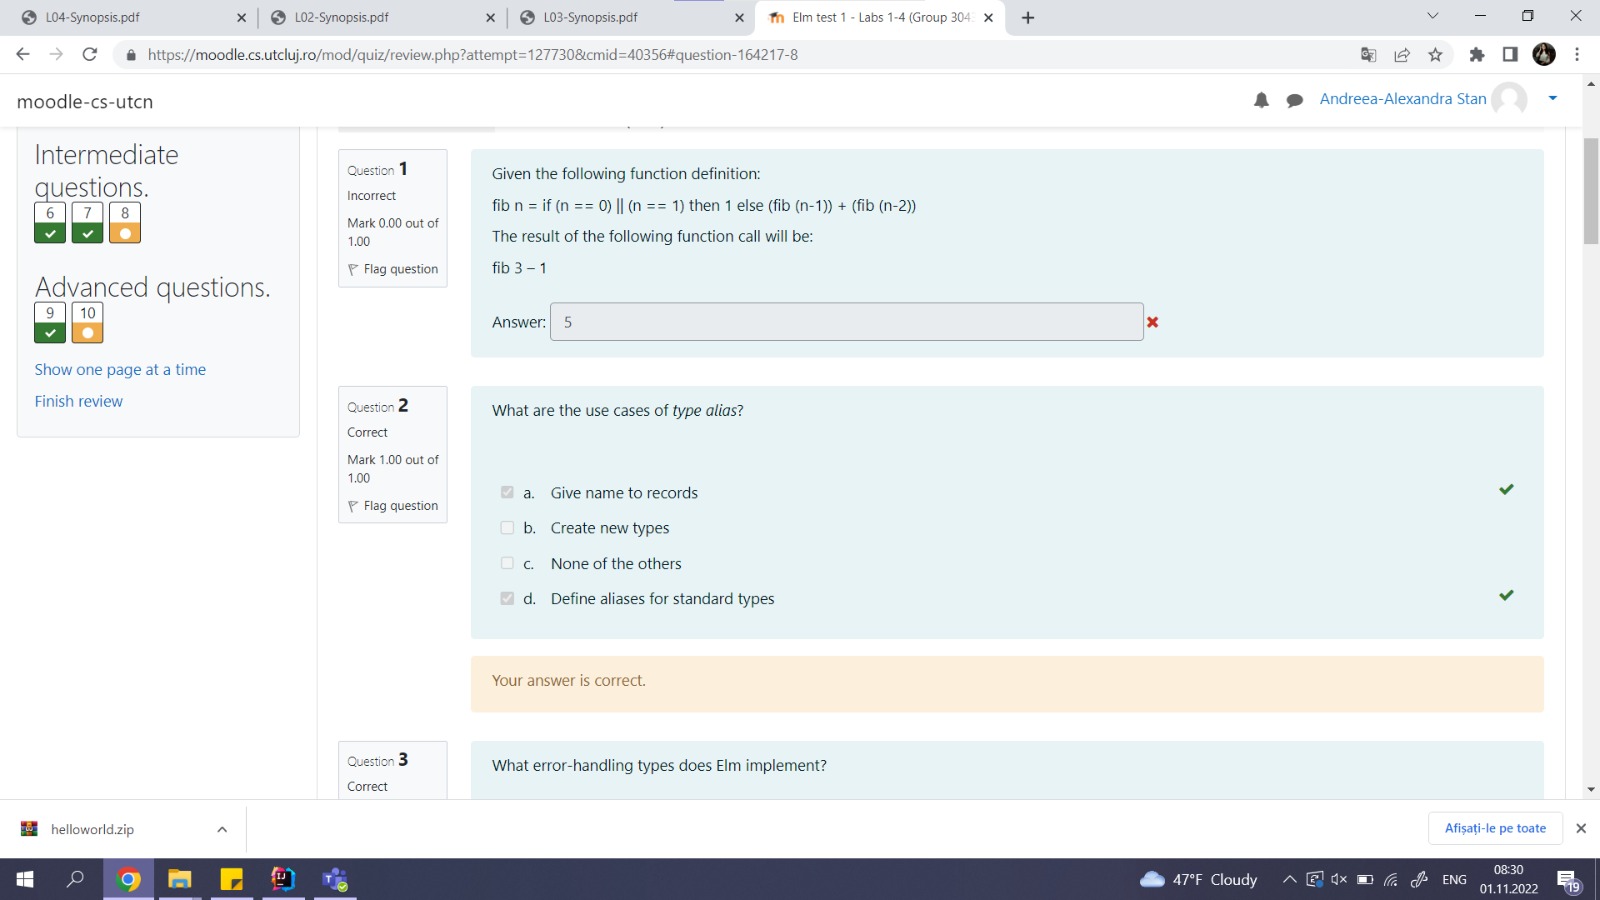 L04-Synopsis.pdf
L02-Synopsis.pdf
L03-Synopsis.pdf
Elm test 1 - Labs 1-4 (Group 304
https://moodle.cs.utcluj.ro/mod/quiz/review.php?attempt=127730&cmid=40356#question-164217-8
moodle-cs-utcn
Andreea-Alexandra Stan
Intermediate
questions.
6 7 8
Advanced questions.
9 10
Show one page at a time
Finish review
Question 1
Incorrect
Mark 0.00 out of
1.00
Flag question
Given the following function definition:
fib n = if (n == 0) || (n == 1) then 1 else (fib (n-1)) + (fib (n-2))
The result of the following function call will be:
fib 3 – 1
Answer: 5
Question 2
Correct
Mark 1.00 out of
1.00
Flag question
What are the use cases of type alias?
a. Give name to records
b. Create new types
c. None of the others
d. Define aliases for standard types
Your answer is correct.
Question 3
Correct
What error-handling types does Elm implement?
helloworld.zip
Afișați-le pe toate
47°F Cloudy
ENG
08:30
01.11.2022
19